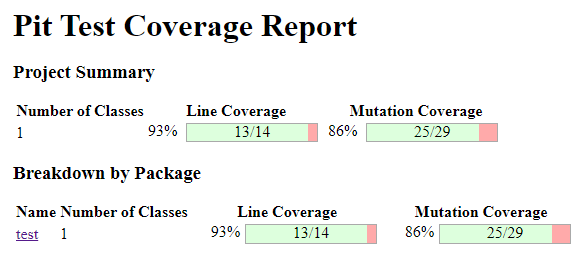 Pit Test Coverage Report
Project Summary
Number of Classes Line Coverage Mutation Coverage
1 93% 13/14 86% 25/29
Breakdown by Package
Name Number of Classes Line Coverage Mutation Coverage
test 1 93% 13/14 86% 25/29